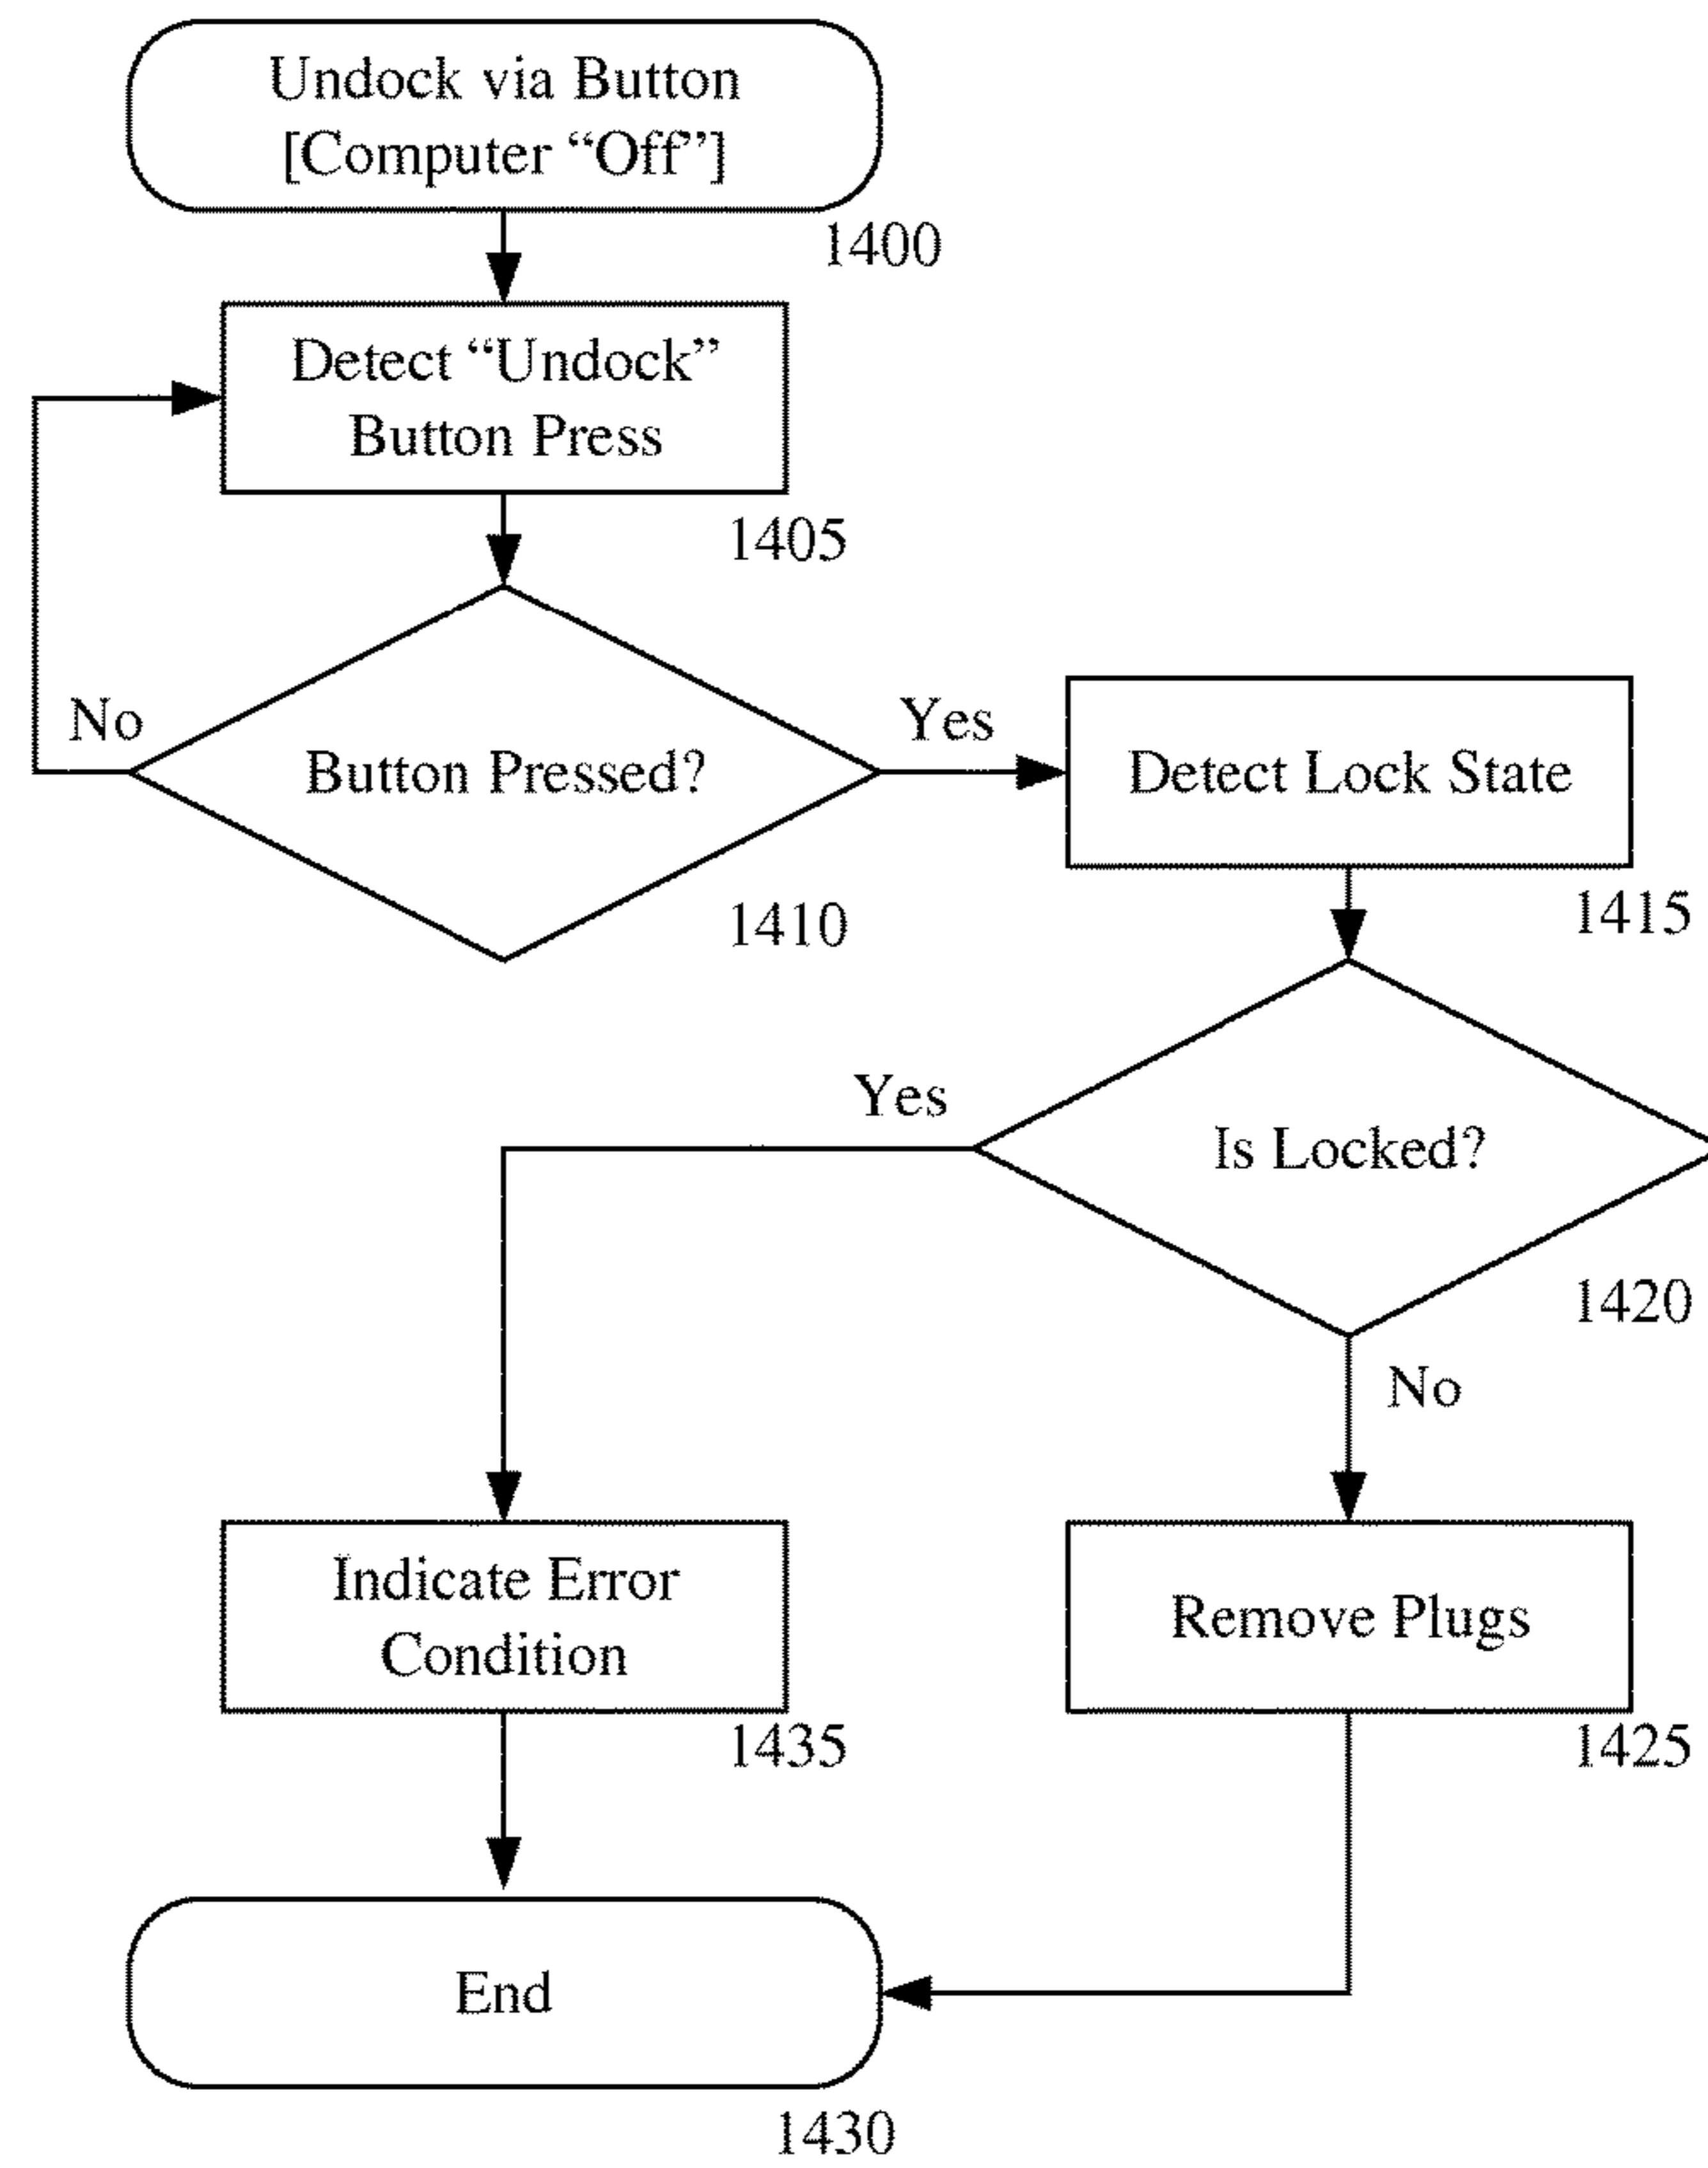 Undock via Button
[Computer “Off”]
1400
Detect “Undock”
Button Press
1405
No
Button Pressed?
Yes
1410
Detect Lock State
1415
Yes
Is Locked?
1420
No
Indicate Error
Condition
1435
Remove Plugs
1425
End
1430